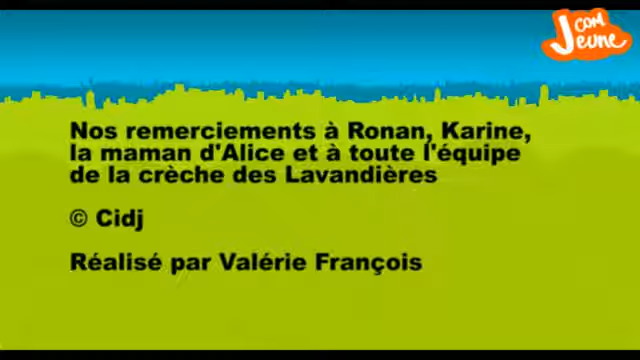 J COM
Jeune
Nos remerciements à Ronan, Karine,
la maman d'Alice et à toute l'équipe
de la crèche des Lavandières
© Cidj
Réalisé par Valérie François